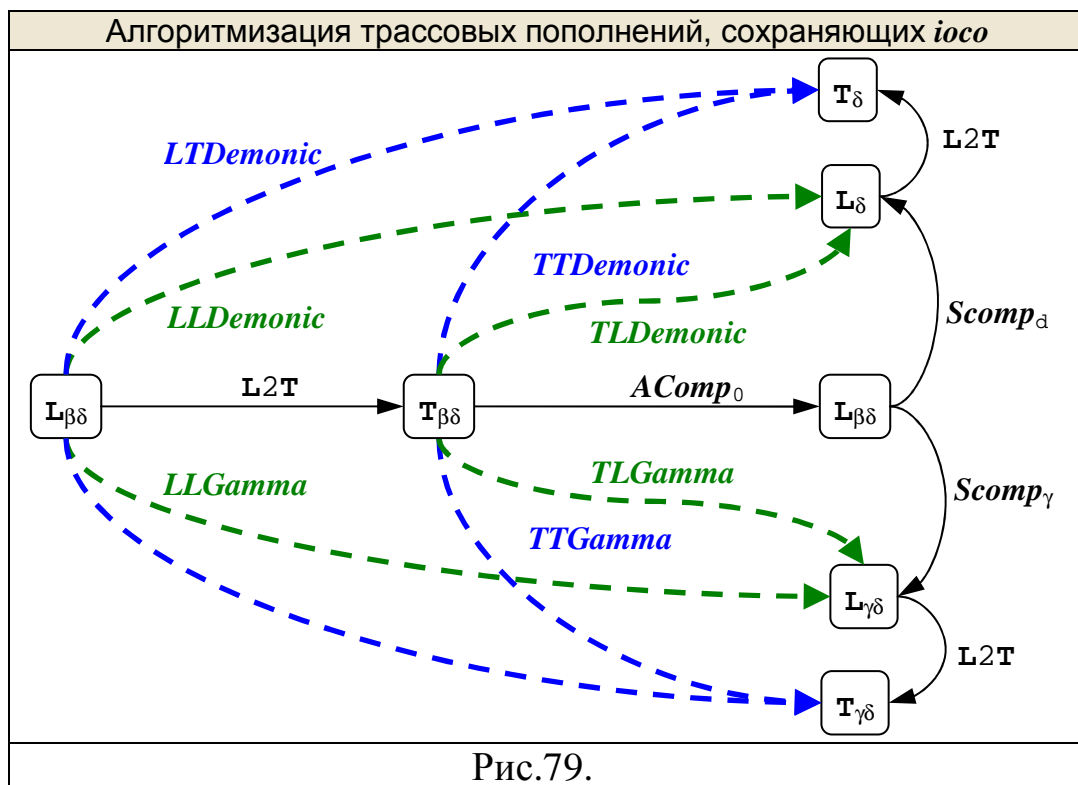 Алгоритмизация трассовых пополнений, сохраняющих ioco
Tδ
LTDemonic
L2T
Lδ
TTDemonic
LLDemonic
TLDemonic
Scompd
Lβδ
L2T
Tβδ
AComp0
Lβδ
LLGamma
TLGamma
Scompγ
TTGamma
Lγδ
L2T
Tγδ
Рис.79.